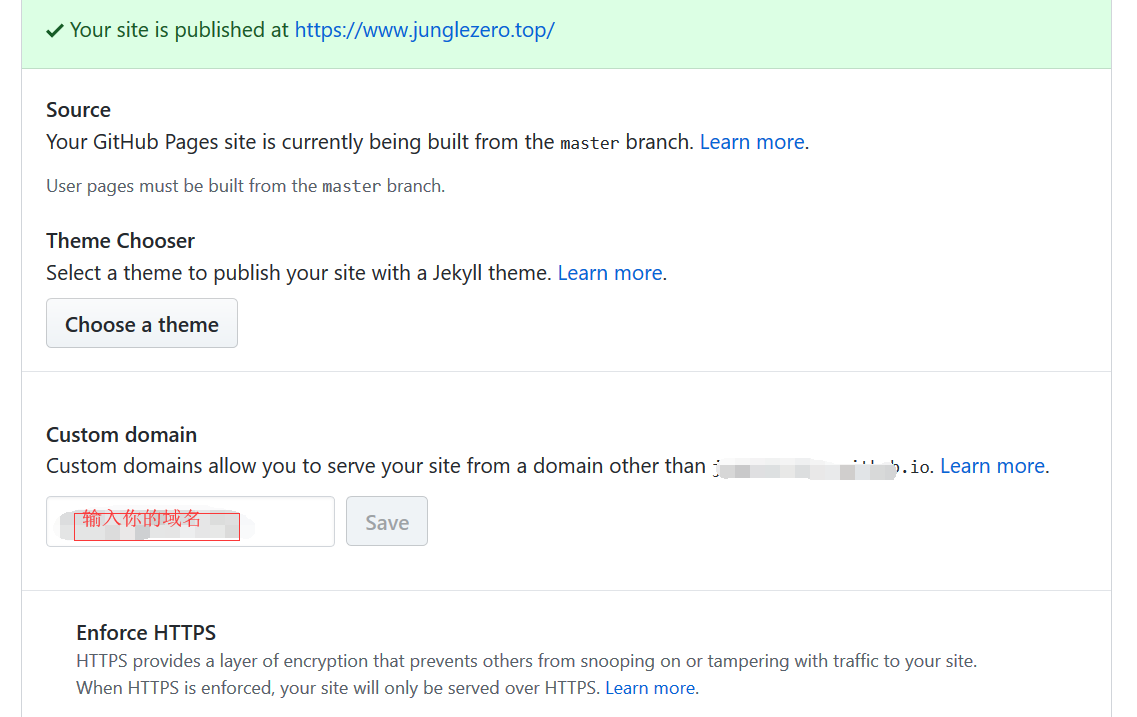 ✓ Your site is published at https://www.junglezero.top/
Source
Your GitHub Pages site is currently being built from the master branch. Learn more.
User pages must be built from the master branch.
Theme Chooser
Select a theme to publish your site with a Jekyll theme. Learn more.
Choose a theme
Custom domain
Custom domains allow you to serve your site from a domain other than .io. Learn more.
输入你的域名
Save
Enforce HTTPS
HTTPS provides a layer of encryption that prevents others from snooping on or tampering with traffic to your site.
When HTTPS is enforced, your site will only be served over HTTPS. Learn more.